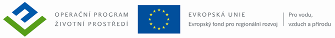 OPERAČNÍ PROGRAM
ŽIVOTNÍ PROSTŘEDÍ
EVROPSKÁ UNIE
Evropský fond pro regionální rozvoj
Pro vodu,
vzduch a přírodu